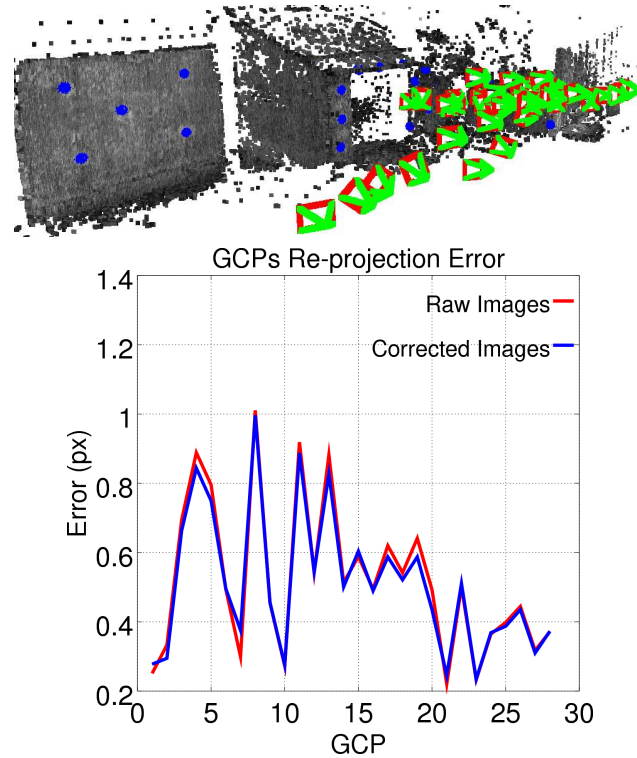 GCPs Re-projection Error
1.4
1.2
1
0.8
0.6
0.4
0.2
Error (px)
Raw Images
Corrected Images
0 5 10 15 20 25 30
GCP